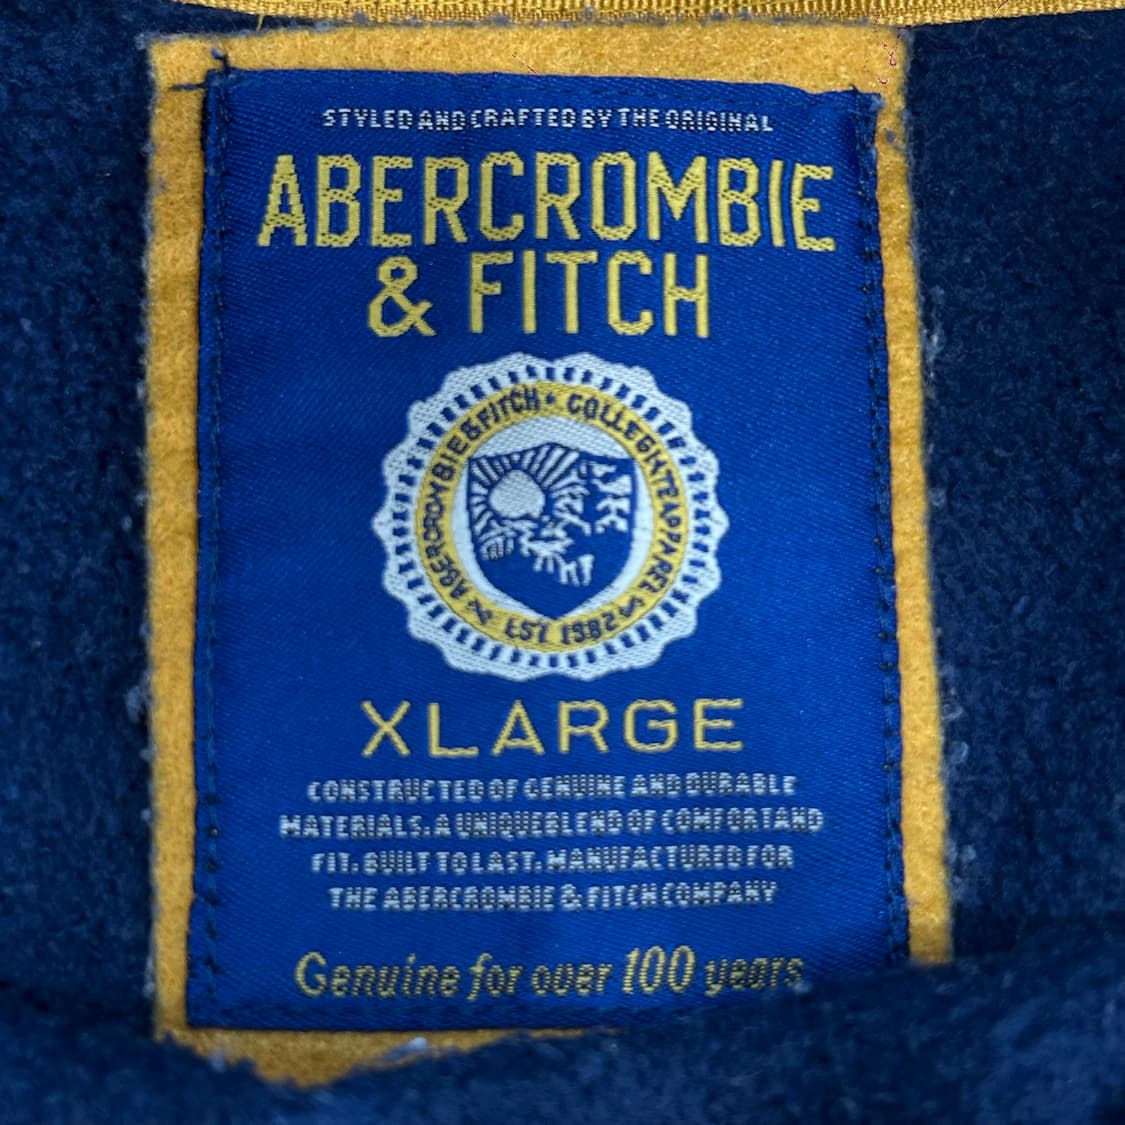 STYLED AND CRAFTED BY THE ORIGINAL
ABERCROMBIE
& FITCH
ABERCROMBIE & FITCH * COLLEGIATE APPAREL
EST 1982
XLARGE
CONSTRUCTED OF GENUINE AND DURABLE
MATERIALS. A UNIQUE BLEND OF COMFORT AND
FIT. BUILT TO LAST. MANUFACTURED FOR
THE ABERCROMBIE & FITCH COMPANY
Genuine for over 100 years